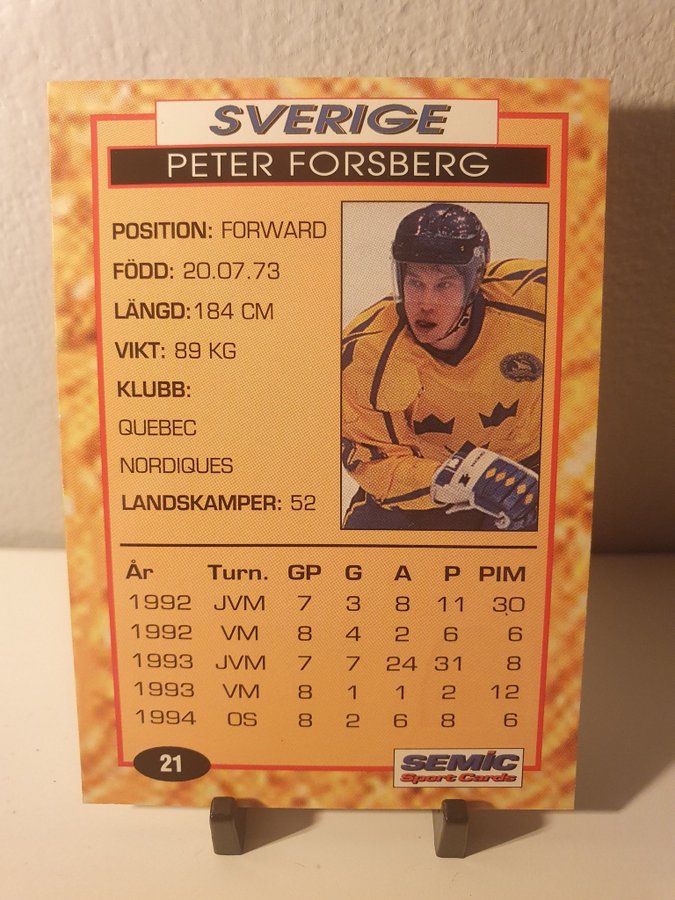 SVERIGE
PETER FORSBERG
POSITION: FORWARD
FÖDD: 20.07.73
LÄNGD:184 CM
VIKT: 89 KG
KLUBB:
QUEBEC
NORDIQUES
LANDSKAMPER: 52
År Turn. GP G A P PIM
1992 JVM 7 3 8 11 30
1992 VM 8 4 2 6 6
1993 JVM 7 7 24 31 8
1993 VM 8 1 1 2 12
1994 OS 8 2 6 8 6
21
SEMIC
Sport Cards